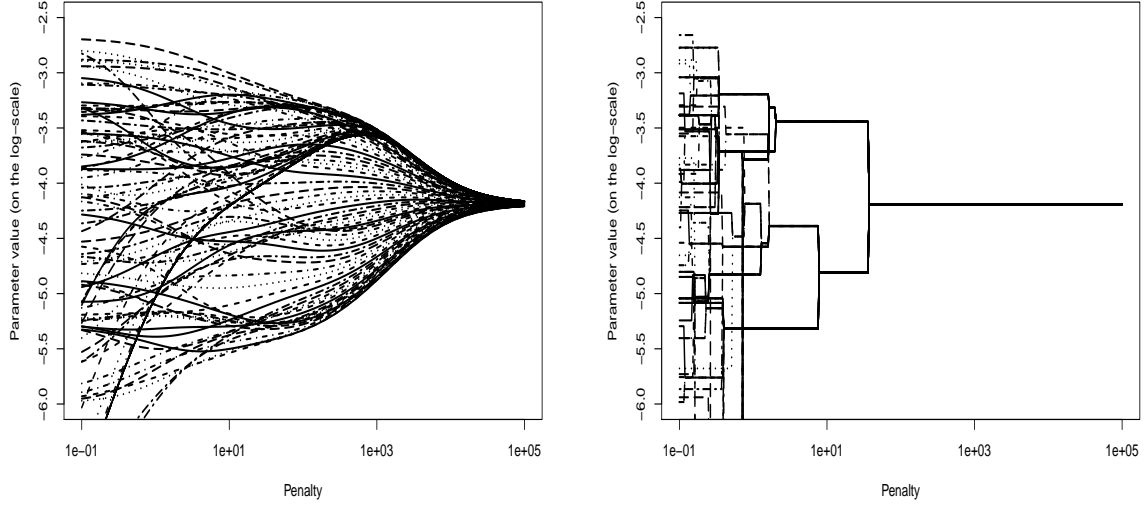 Parameter value (on the log−scale)
−2.5
−3.0
−3.5
−4.0
−4.5
−5.0
−5.5
−6.0
1e−01
1e+01
1e+03
1e+05
Penalty
Parameter value (on the log−scale)
−2.5
−3.0
−3.5
−4.0
−4.5
−5.0
−5.5
−6.0
1e−01
1e+01
1e+03
1e+05
Penalty